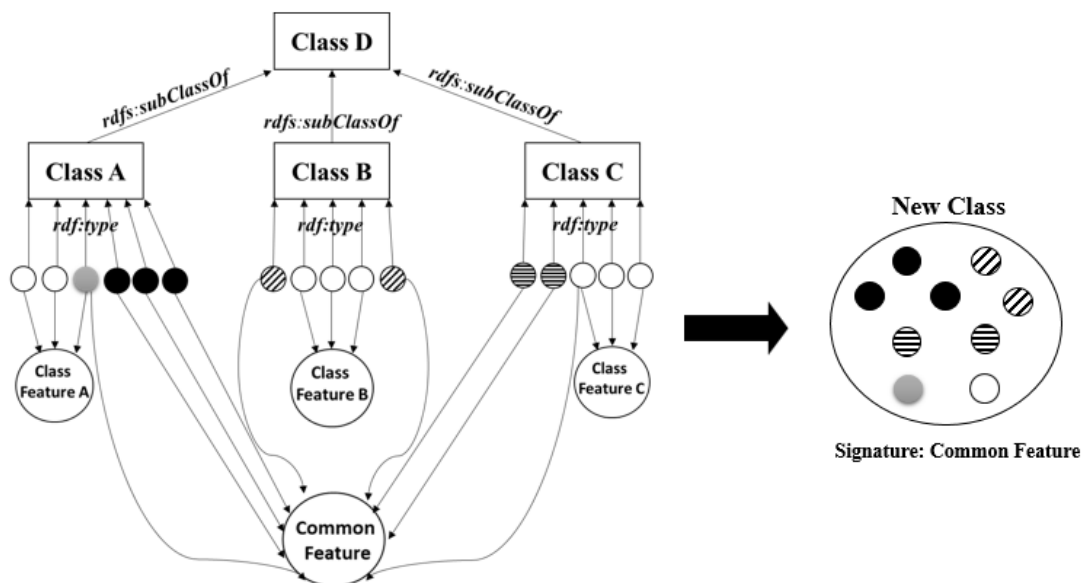 Class D
rdfs:subClassOf
rdfs:subClassOf
rdfs:subClassOf
Class A
Class B
Class C
rdf:type
rdf:type
rdf:type
New Class
Class
Feature A
Class
Feature B
Class
Feature C
Signature: Common Feature
Common
Feature